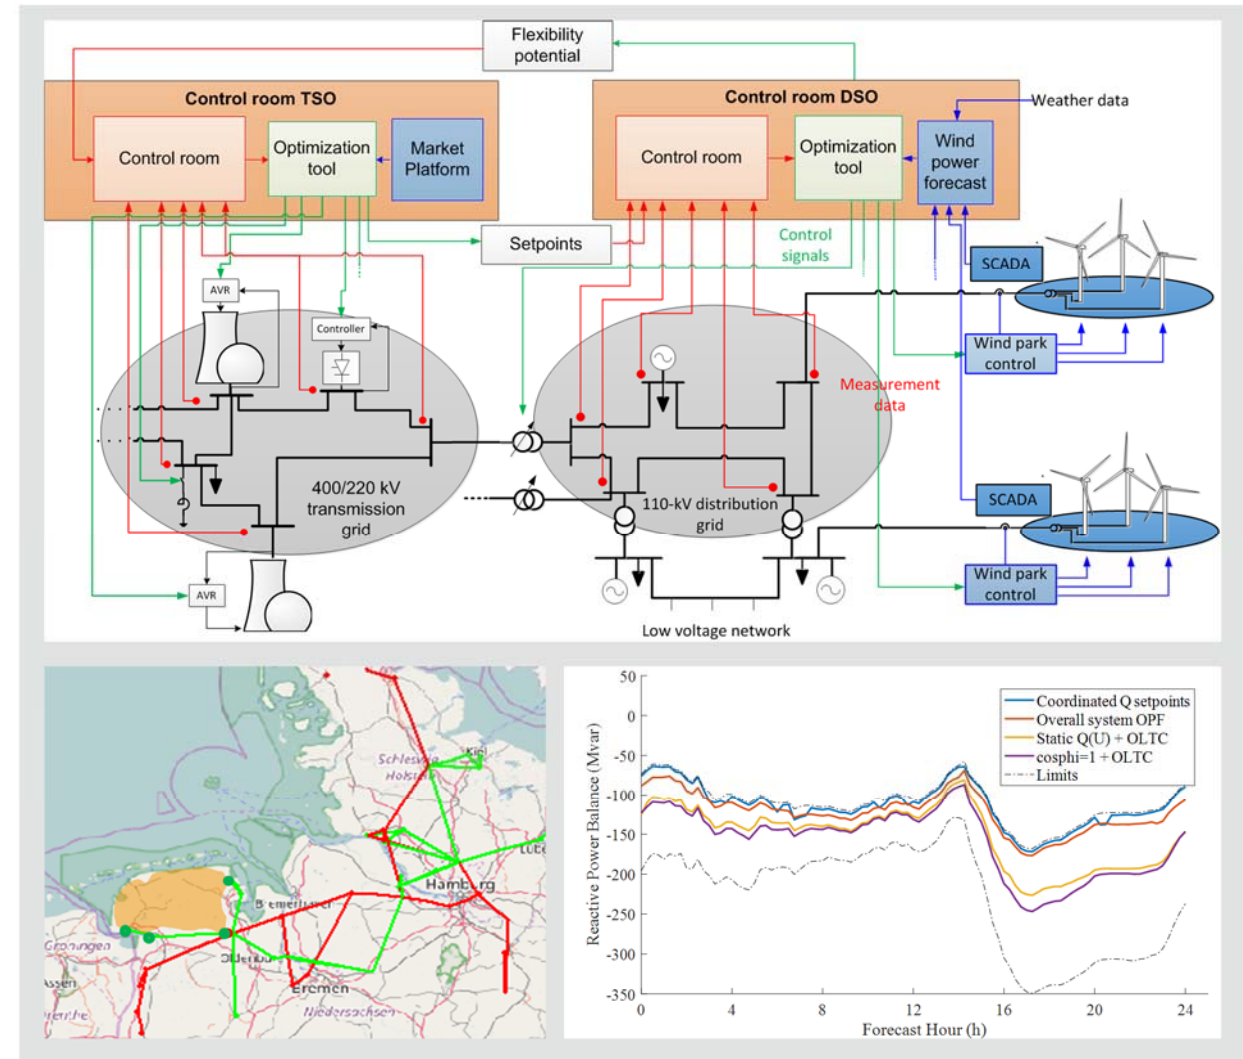 Flexibility
potential
Control room TSO
Control room
Optimization
tool
Market
Platform
Control room DSO
Control room
Optimization
tool
Wind
power
forecast
Weather data
Setpoints
Control
signals
SCADA
AVR
Controller
Wind park
control
Measurement
data
400/220 kV
transmission
grid
110-kV distribution
grid
SCADA
AVR
Wind park
control
Low voltage network
Kiel
Schleswig
Holstein
Lübe
Hamburg
Bremerhaven
Groningen
Oldenbu
Assen
Bremen
Niedersachsen
renthe
Reactive Power Balance (Mvar)
50
0
-50
-100
-150
-200
-250
-300
-350
Coordinated Q setpoints
Overall system OPF
Static Q(U) + OLTC
cosphi=1 + OLTC
Limits
0 4 8 12 16 20 24
Forecast Hour (h)